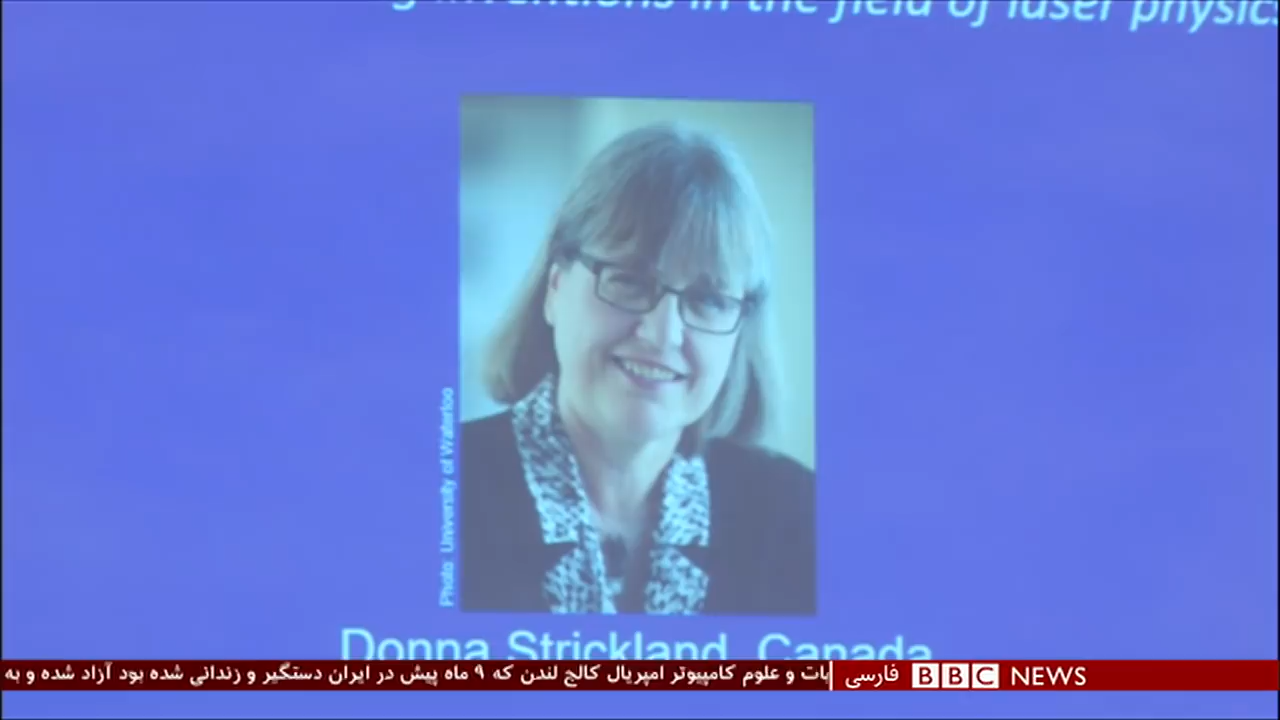 inventions in the field of laser physics
Photo: University of Waterloo
Donna Strickland, Canada
و علوم کامپیوتر امپریال کالج لندن که ۹ ماه پیش در ایران دستگیر و زندانی شده بود آزاد شده و به
فارسی BBC NEWS